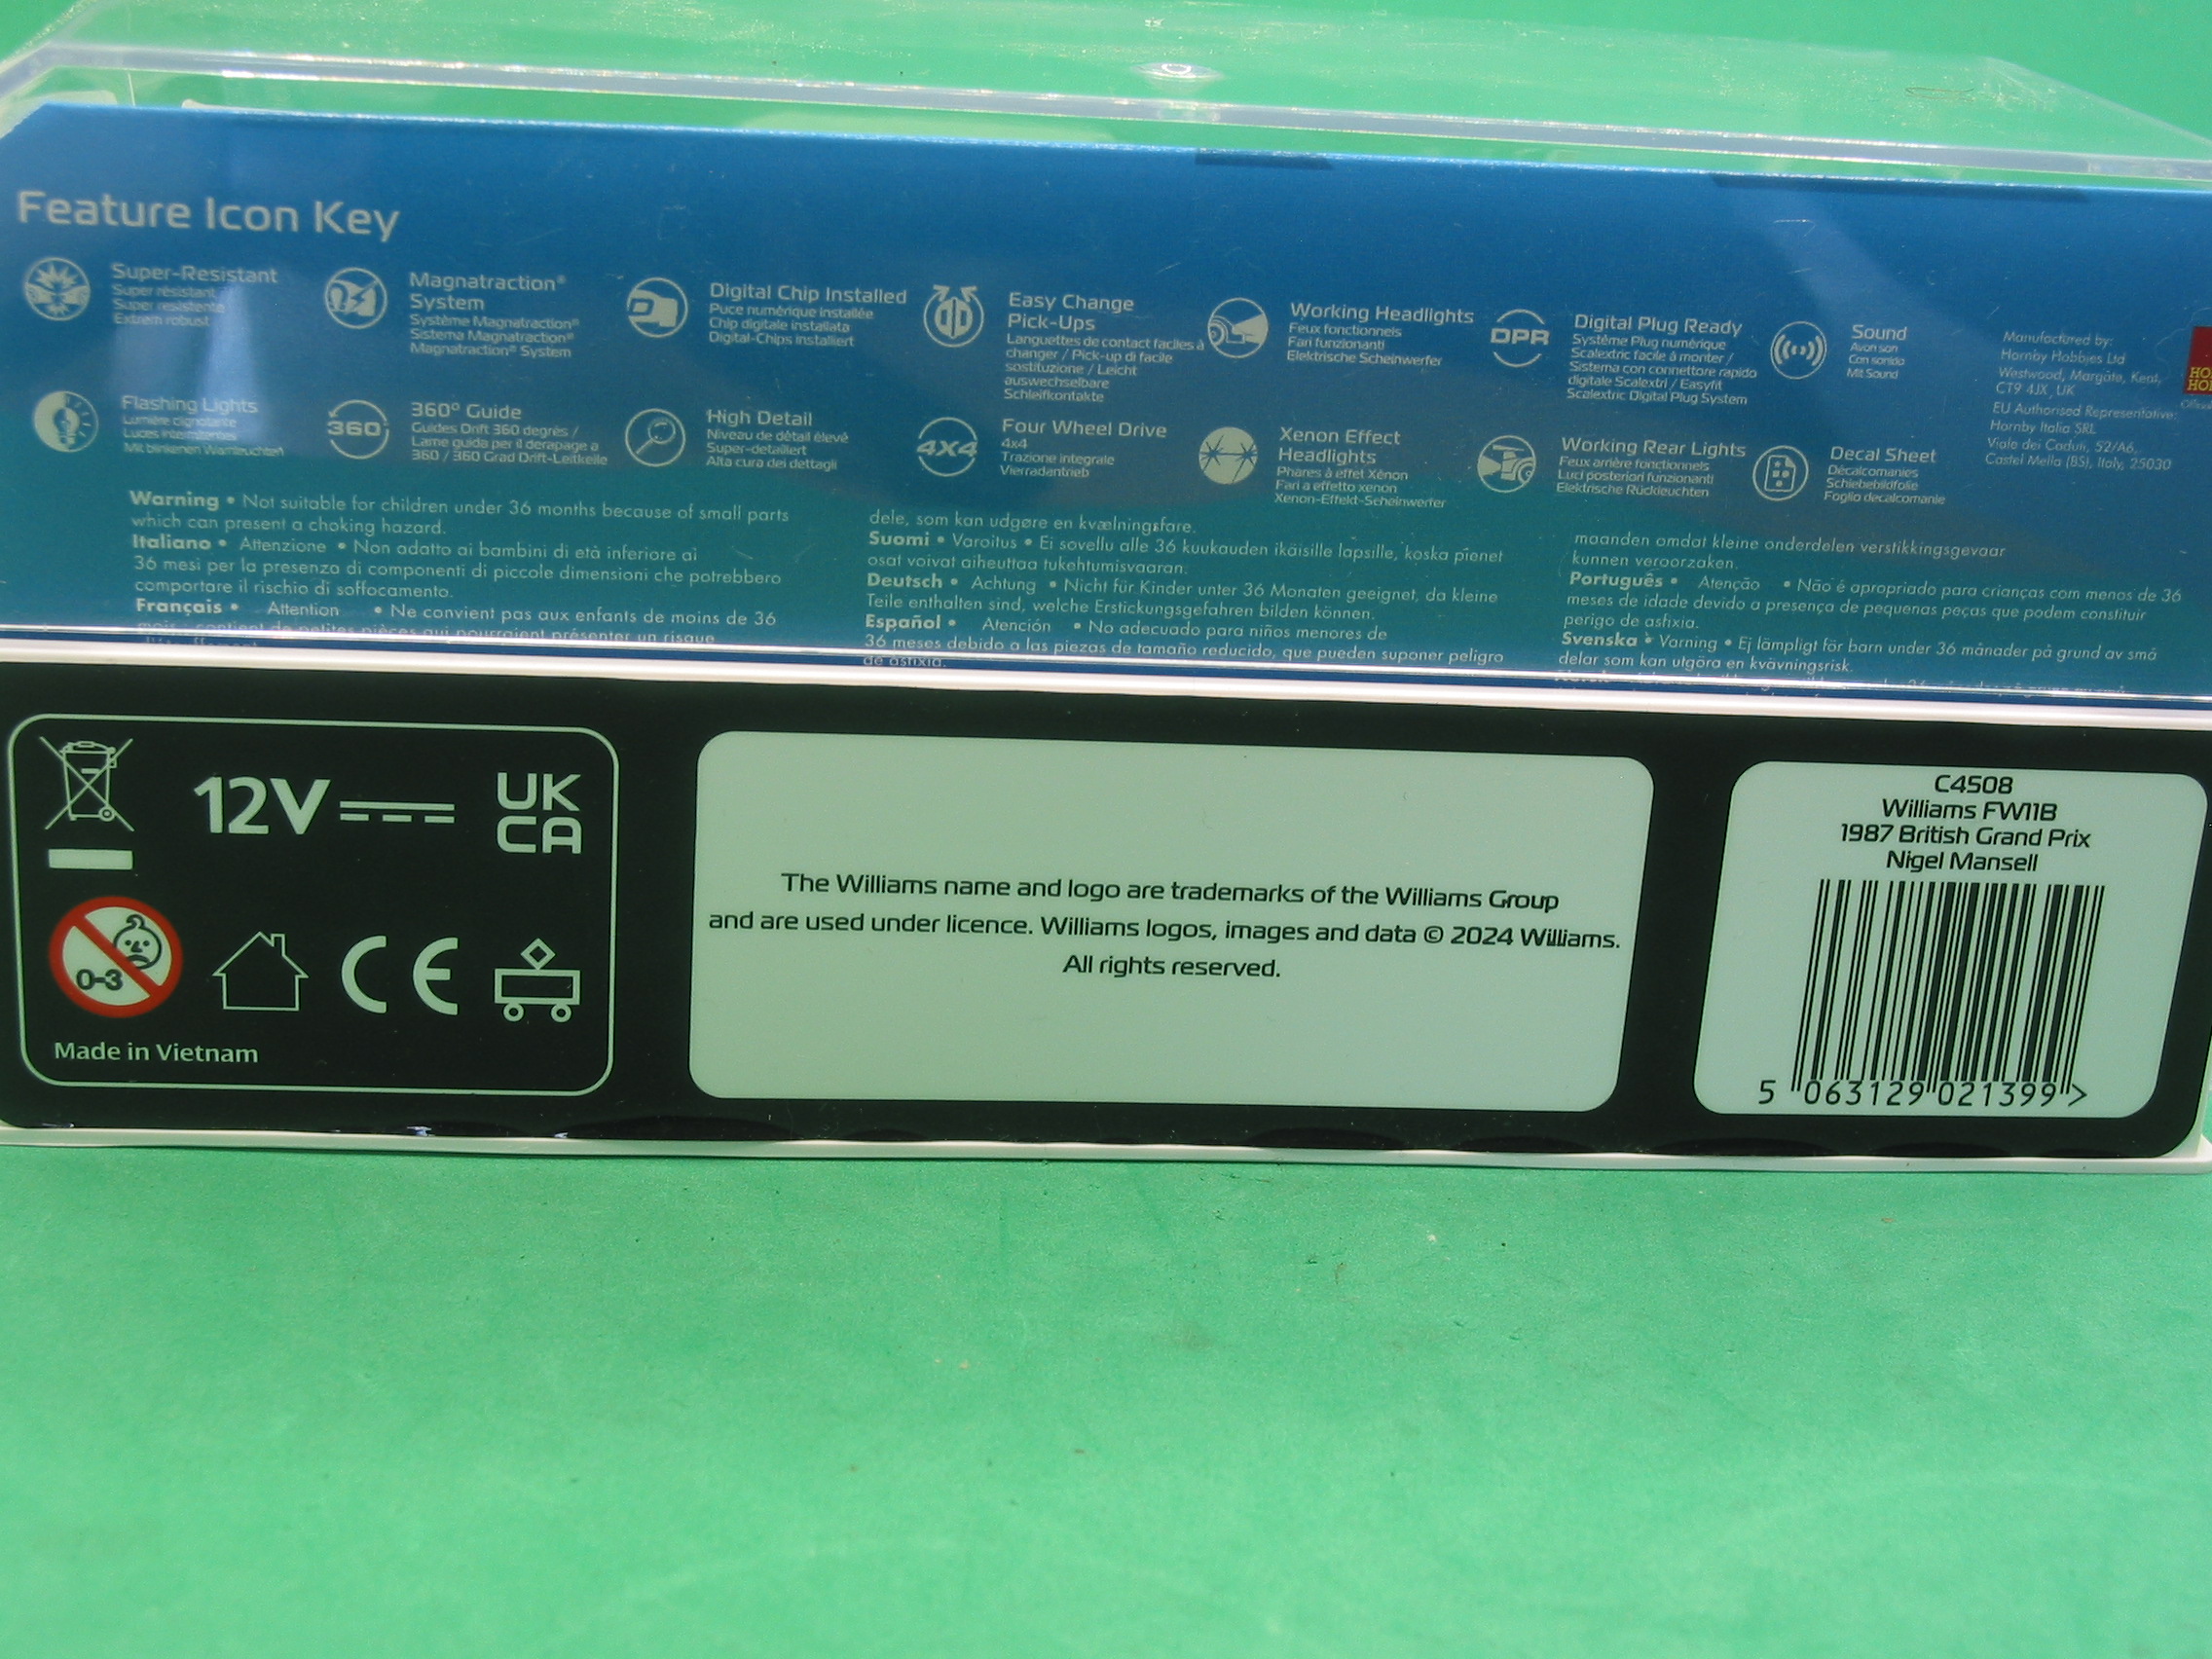 Feature Icon Key
Super-Resistant
Super résistant
Super resistente
Extrem robust
Magnatraction®
System
Système Magnatraction®
Sistema Magnatraction®
Magnatraction® System
Digital Chip Installed
Puce numérique installée
Chip digitale installata
Digital-Chips installiert
Easy Change
Pick-Ups
Languettes de contact faciles à
changer / Pick-up di facile
sostituzione / Leicht
auswechselbare
Schleifkontakte
Working Headlights
Feux fonctionnels
Fari funzionanti
Elektrische Scheinwerfer
DPR
Digital Plug Ready
Système Plug numérique
Scalextric facile à monter /
Sistema con connettore rapido
digitale Scalextri / Easyfit
Scalextric Digital Plug System
Sound
Avon son
Con sonido
Mit Sound
Manufactured by:
Hornby Hobbies Ltd
Westwood, Margate, Kent,
CT9 4JX, UK
EU Authorised Representative:
Hornby Italia SRL
Viale dei Caduti, 52/A6,
Castel Mella (BS), Italy, 25030
HO
HO
Flashing Lights
Lumière clignotante
Luces intermitentes
Mit blinkenen Warnleuchten
360
360° Guide
Guides Drift 360 degrés /
Lame guida per il derapage a
360 / 360 Grad Drift-Leitkeile
High Detail
Niveau de détail élevé
Super-detailliert
Alta cura dei dettagli
4X4
Four Wheel Drive
4x4
Trazione integrale
Vierradantrieb
Xenon Effect
Headlights
Phares à effet Xénon
Fari a effetto xenon
Xenon-Effekt-Scheinwerfer
Working Rear Lights
Feux arrière fonctionnels
Luci posteriori funzionanti
Elektrische Rückleuchten
Decal Sheet
Décalcomanies
Schiebebildfolie
Foglio decalcomanie
Warning • Not suitable for children under 36 months because of small parts
which can present a choking hazard.
Italiano • Attenzione • Non adatto ai bambini di età inferiore ai
36 mesi per la presenza di componenti di piccole dimensioni che potrebbero
comportare il rischio di soffocamento.
Français • Attention • Ne convient pas aux enfants de moins de 36
mois - contient de petites pièces qui pourraient présenter un risque
dele, som kan udgøre en kvælningsfare.
Suomi • Varoitus • Ei sovellu alle 36 kuukauden ikäisille lapsille, koska pienet
osat voivat aiheuttaa tukehtumisvaaran.
Deutsch • Achtung • Nicht für Kinder unter 36 Monaten geeignet, da kleine
Teile enthalten sind, welche Erstickungsgefahren bilden können.
Español • Atención • No adecuado para niños menores de
36 meses debido a las piezas de tamaño reducido, que pueden suponer peligro
de asfixia.
maanden omdat kleine onderdelen verstikkingsgevaar
kunnen veroorzaken.
Português • Atenção • Não é apropriado para crianças com menos de 36
meses de idade devido a presença de pequenas peças que podem constituir
perigo de asfixia.
Svenska • Varning • Ej lämpligt för barn under 36 månader på grund av små
delar som kan utgöra en kvävningsrisk.
12V
UK
CA
0-3
CE
Made in Vietnam
The Williams name and logo are trademarks of the Williams Group
and are used under licence. Williams logos, images and data © 2024 Williams.
All rights reserved.
C4508
Williams FW11B
1987 British Grand Prix
Nigel Mansell
5 063129 021399 >